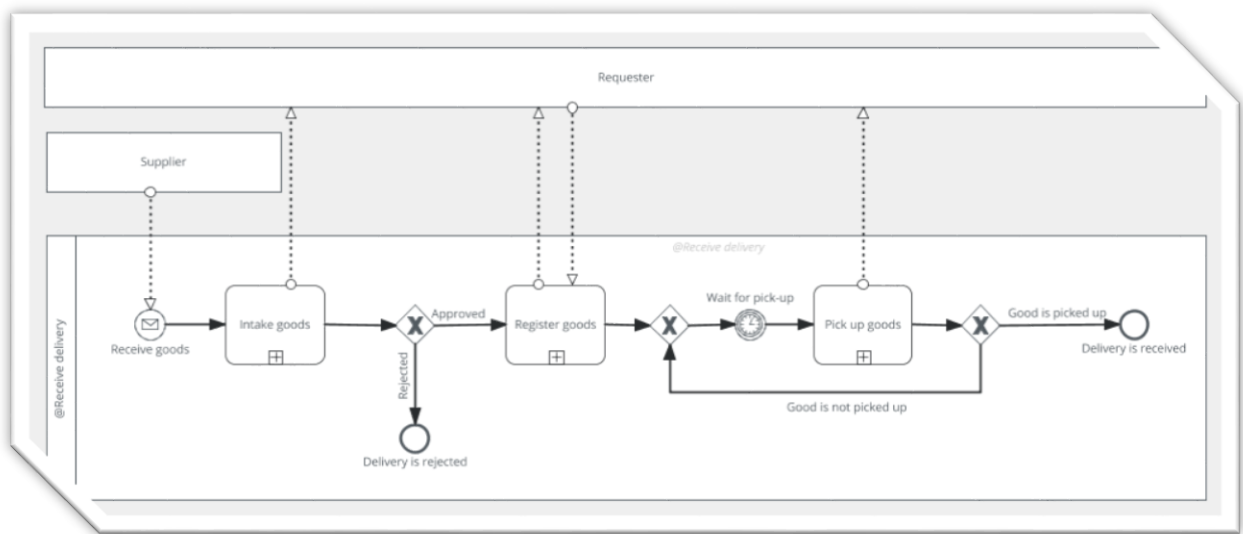 Requester
Supplier
@Receive delivery
@Receive delivery
Wait for pick-up
Approved
Good is picked up
Intake goods
Register goods
Pick up goods
Receive goods
Delivery is received
Rejected
Good is not picked up
Delivery is rejected